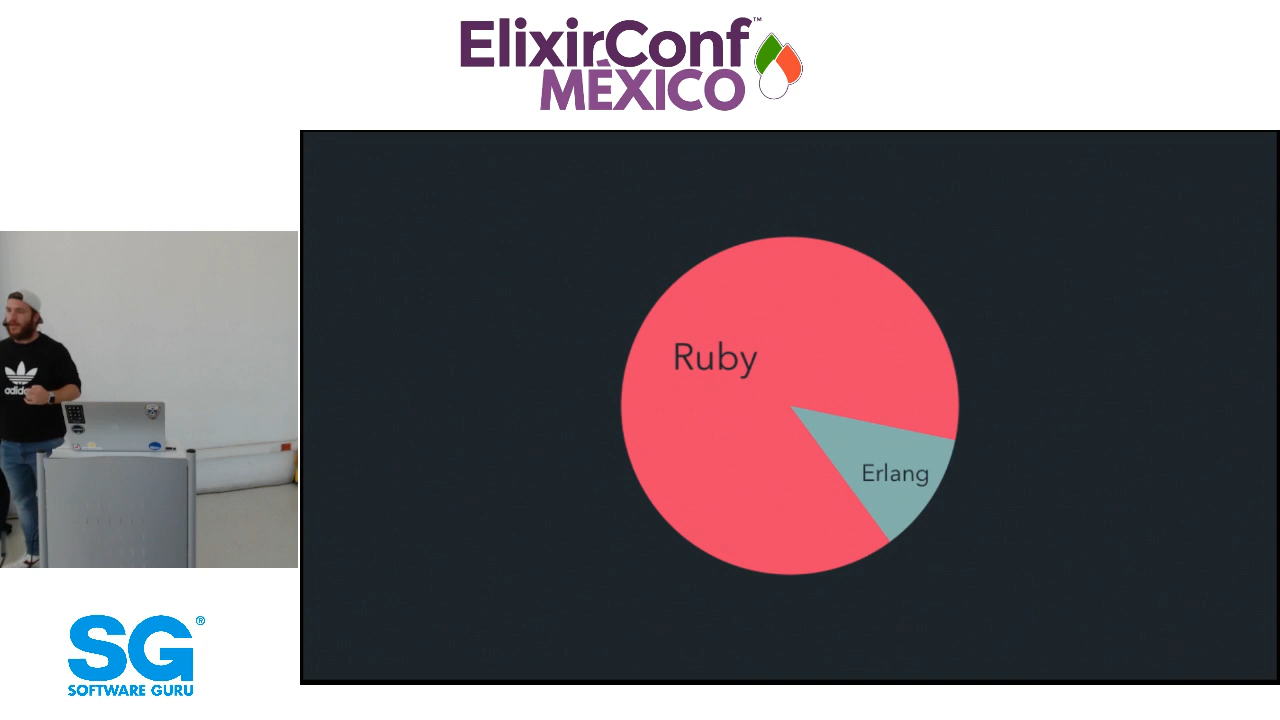 ElixirConf™
MÉXICO
Ruby
Erlang
adidas
SG®
SOFTWARE GURU